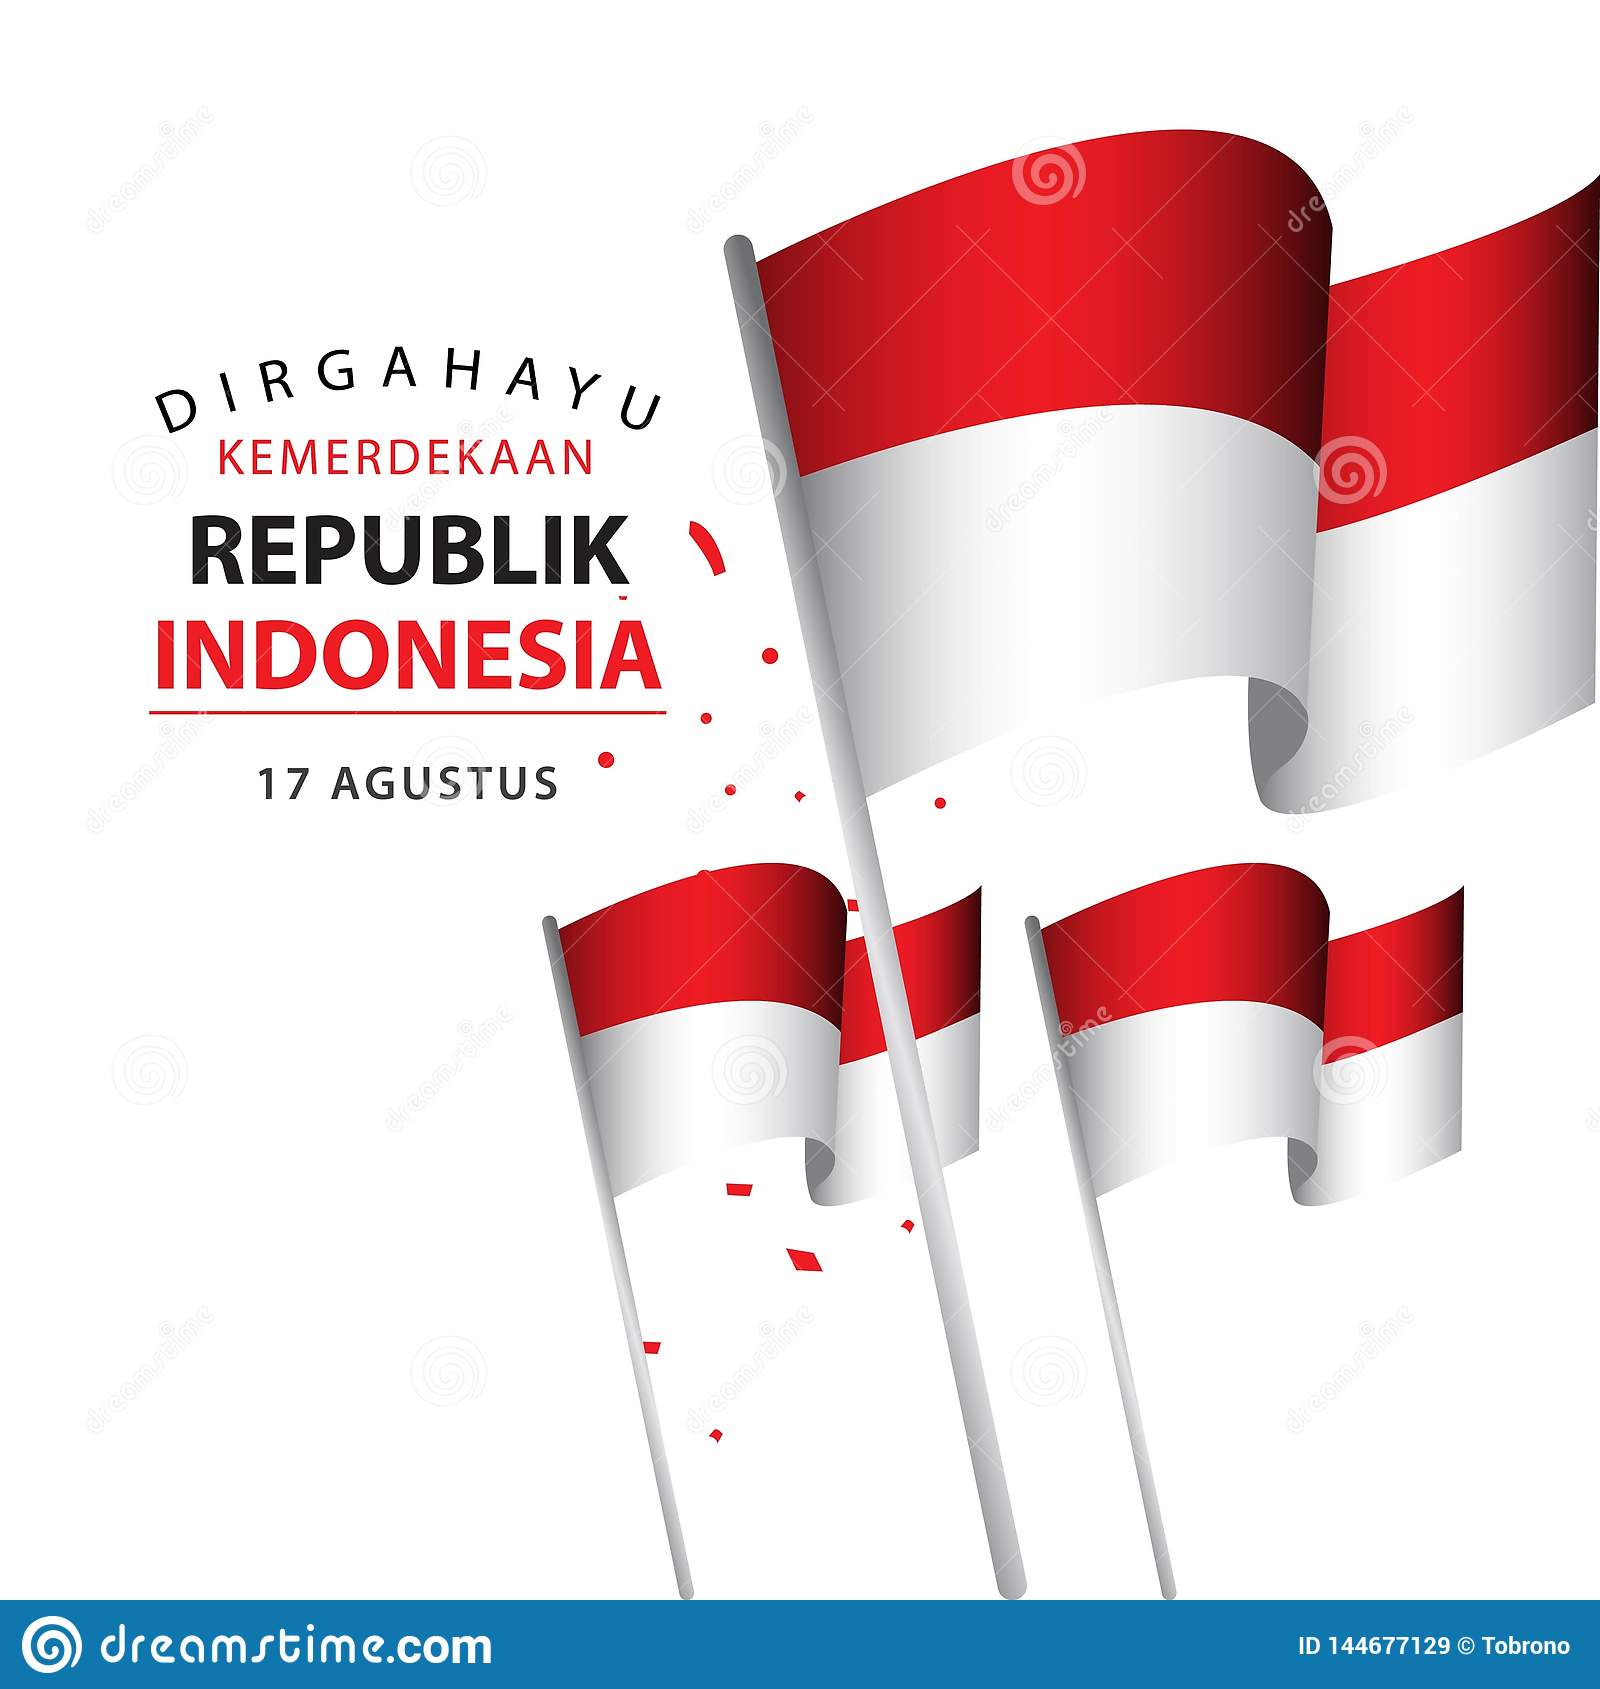 DIRGAHAYU
KEMERDEKAAN
REPUBLIK
INDONESIA
17 AGUSTUS
dreamstime.com
ID 144677129 © Tobrono